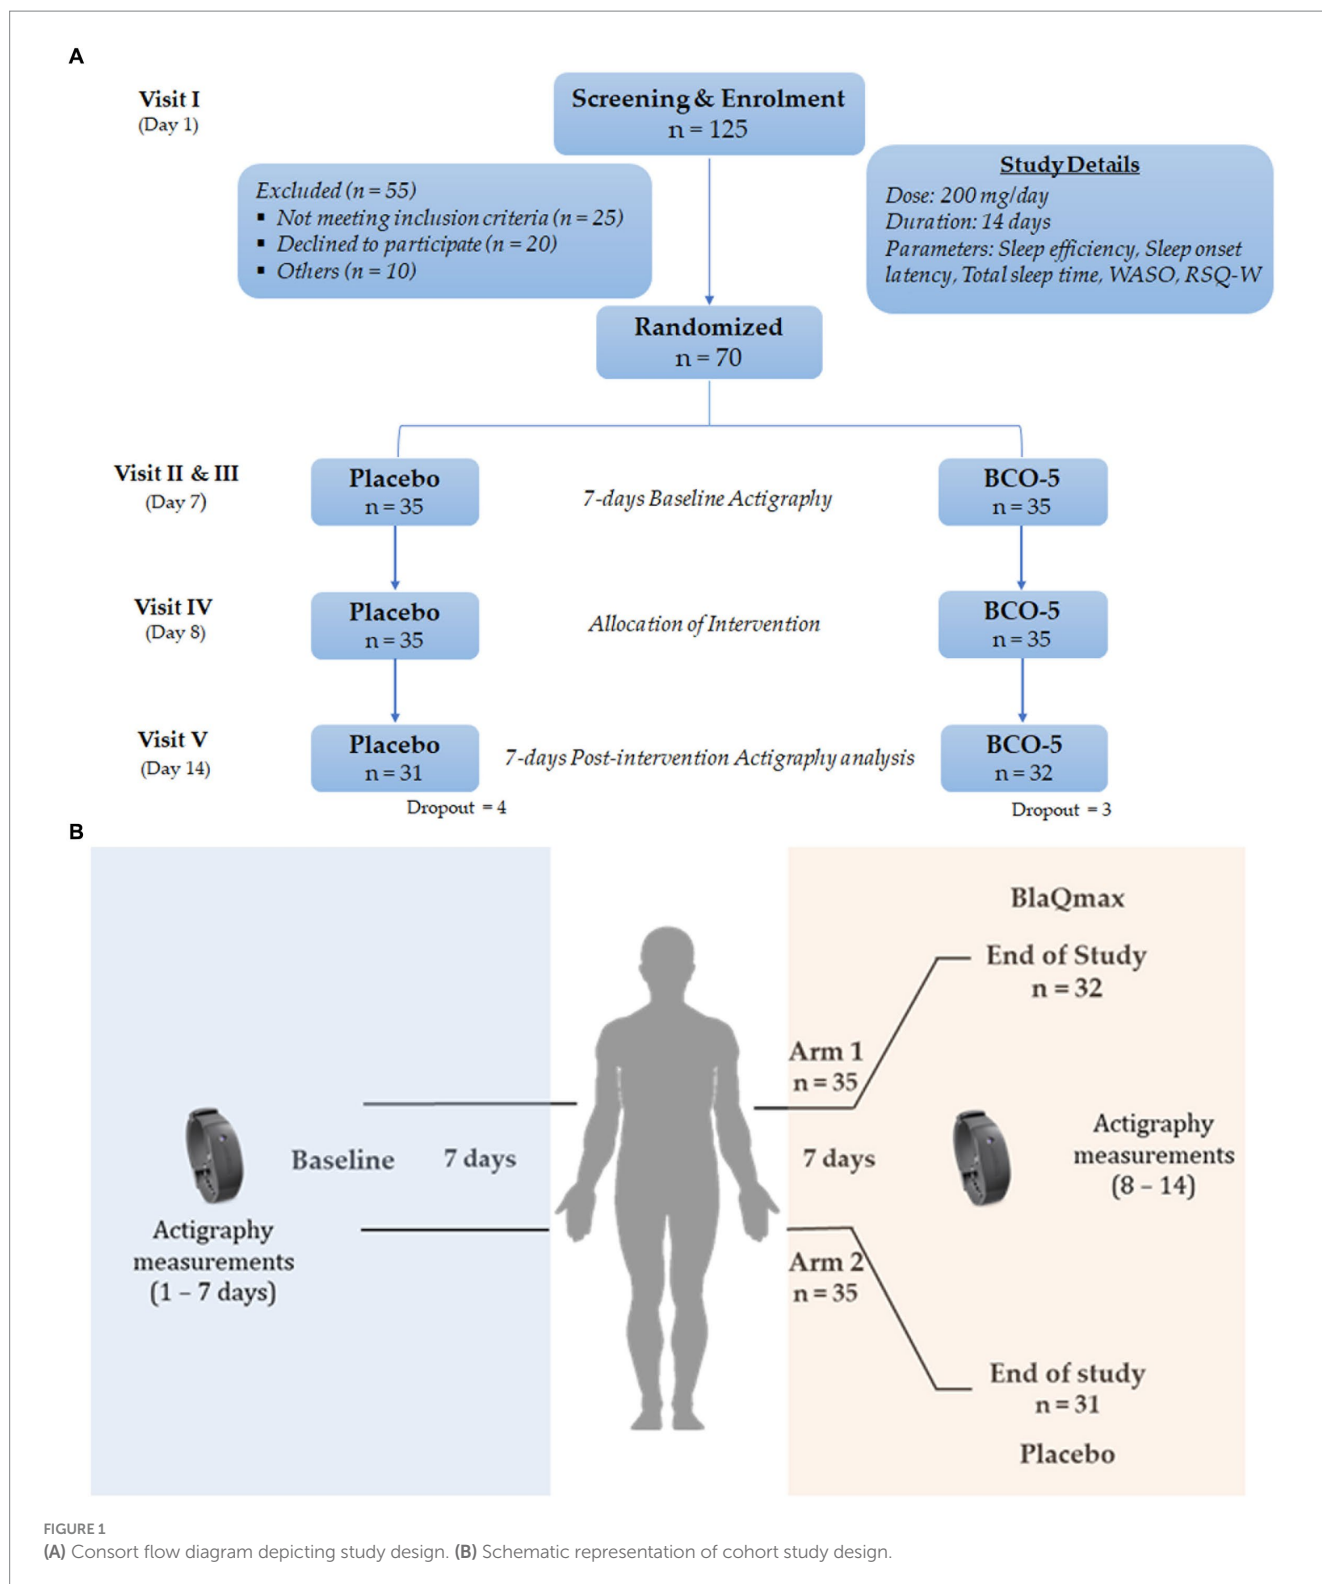 A
Visit I
(Day 1)
Screening & Enrolment
n = 125
Excluded (n = 55)
▪ Not meeting inclusion criteria (n = 25)
▪ Declined to participate (n = 20)
▪ Others (n = 10)
Study Details
Dose: 200 mg/day
Duration: 14 days
Parameters: Sleep efficiency, Sleep onset
latency, Total sleep time, WASO, RSQ-W
Randomized
n = 70
Visit II & III
(Day 7)
Placebo
n = 35
7-days Baseline Actigraphy
BCO-5
n = 35
Visit IV
(Day 8)
Placebo
n = 35
Allocation of Intervention
BCO-5
n = 35
Visit V
(Day 14)
Placebo
n = 31
7-days Post-intervention Actigraphy analysis
BCO-5
n = 32
Dropout = 4
Dropout = 3
B
BlaQmax
End of Study
n = 32
Arm 1
n = 35
Baseline
7 days
7 days
Actigraphy
measurements
(8 – 14)
Actigraphy
measurements
(1 – 7 days)
Arm 2
n = 35
End of study
n = 31
Placebo
FIGURE 1
(A) Consort flow diagram depicting study design. (B) Schematic representation of cohort study design.